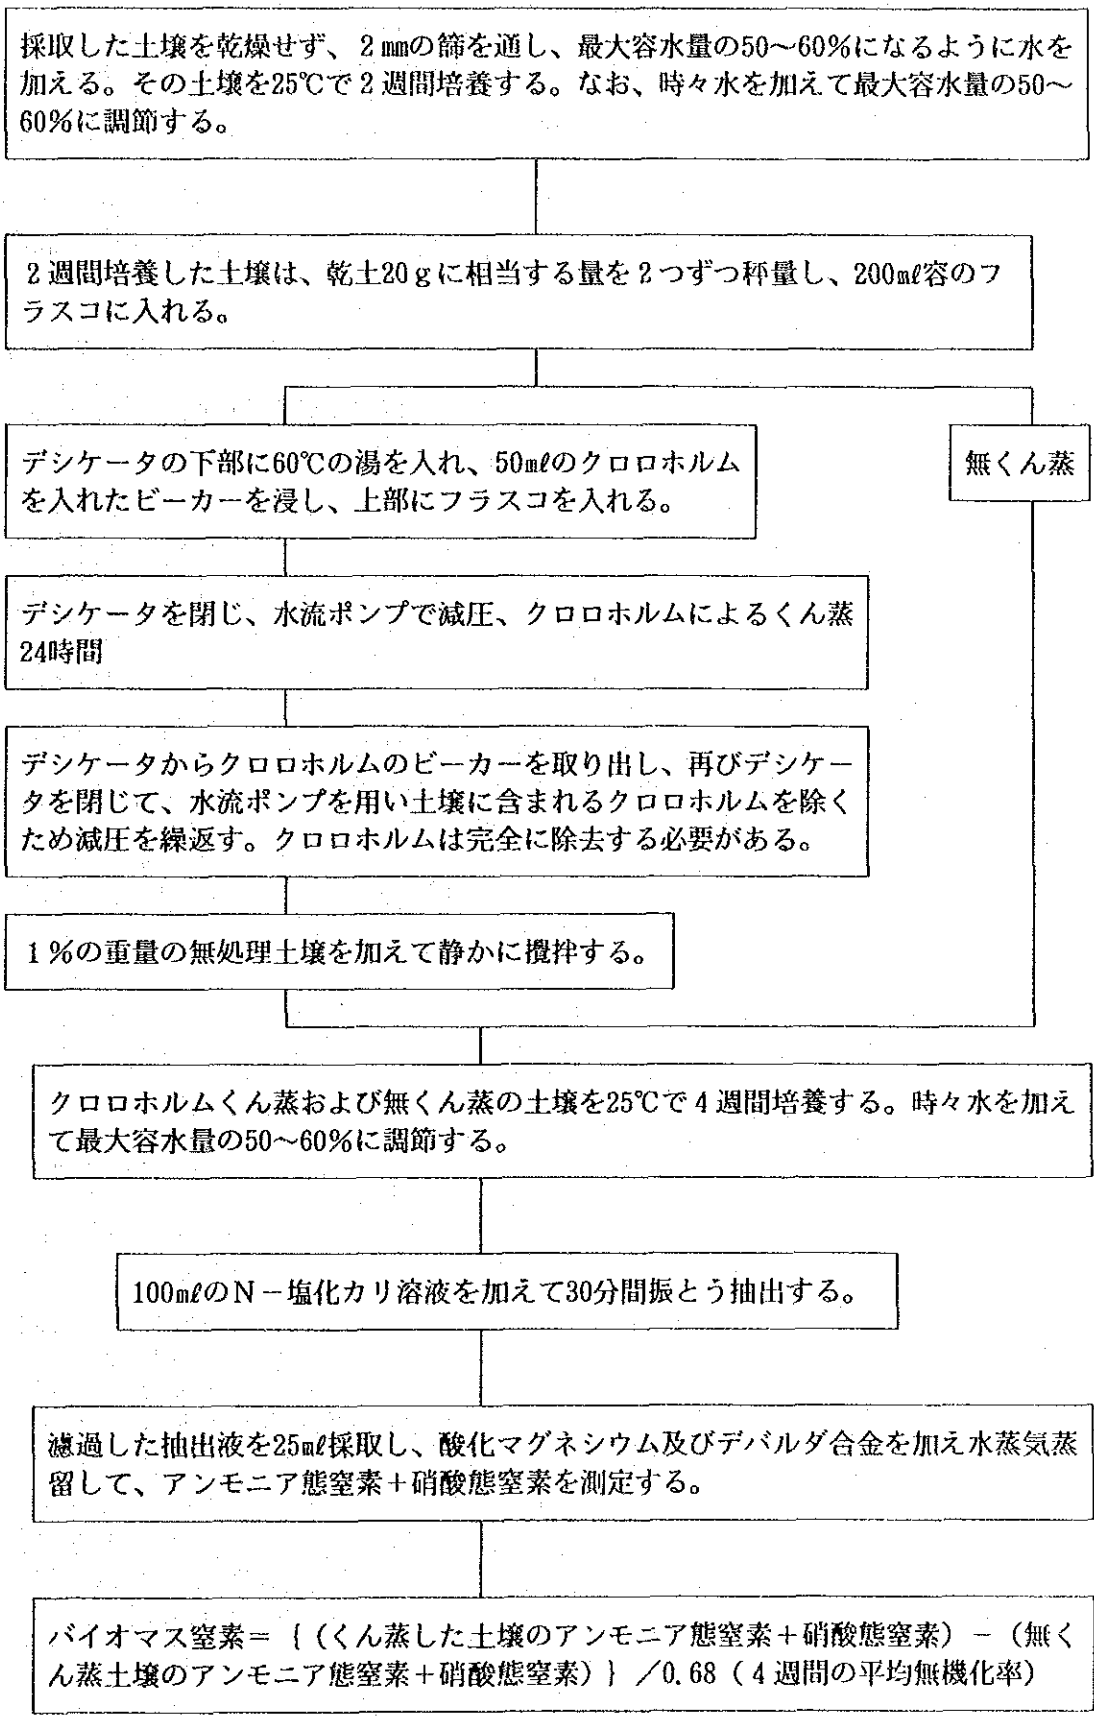 採取した土壌を乾燥せず、2㎜の篩を通し、最大容水量の50～60％になるように水を
加える。その土壌を25℃で2週間培養する。なお、時々水を加えて最大容水量の50～
60％に調節する。
2週間培養した土壌は、乾土20gに相当する量を2つずつ秤量し、200mℓ容のフ
ラスコに入れる。
デシケータの下部に60℃の湯を入れ、50mℓのクロロホルム
を入れたビーカーを浸し、上部にフラスコを入れる。
無くん蒸
デシケータを閉じ、水流ポンプで減圧、クロロホルムによるくん蒸
24時間
デシケータからクロロホルムのビーカーを取り出し、再びデシケー
タを閉じて、水流ポンプを用い土壌に含まれるクロロホルムを除く
ため減圧を繰返す。クロロホルムは完全に除去する必要がある。
1％の重量の無処理土壌を加えて静かに攪拌する。
クロロホルムくん蒸および無くん蒸の土壌を25℃で4週間培養する。時々水を加え
て最大容水量の50～60％に調節する。
100mℓのN－塩化カリ溶液を加えて30分間振とう抽出する。
濾過した抽出液を25mℓ採取し、酸化マグネシウム及びデバルダ合金を加え水蒸気蒸
留して、アンモニア態窒素＋硝酸態窒素を測定する。
バイオマス窒素＝｛（くん蒸した土壌のアンモニア態窒素＋硝酸態窒素）－（無く
ん蒸土壌のアンモニア態窒素＋硝酸態窒素）｝／0.68（4週間の平均無機化率）